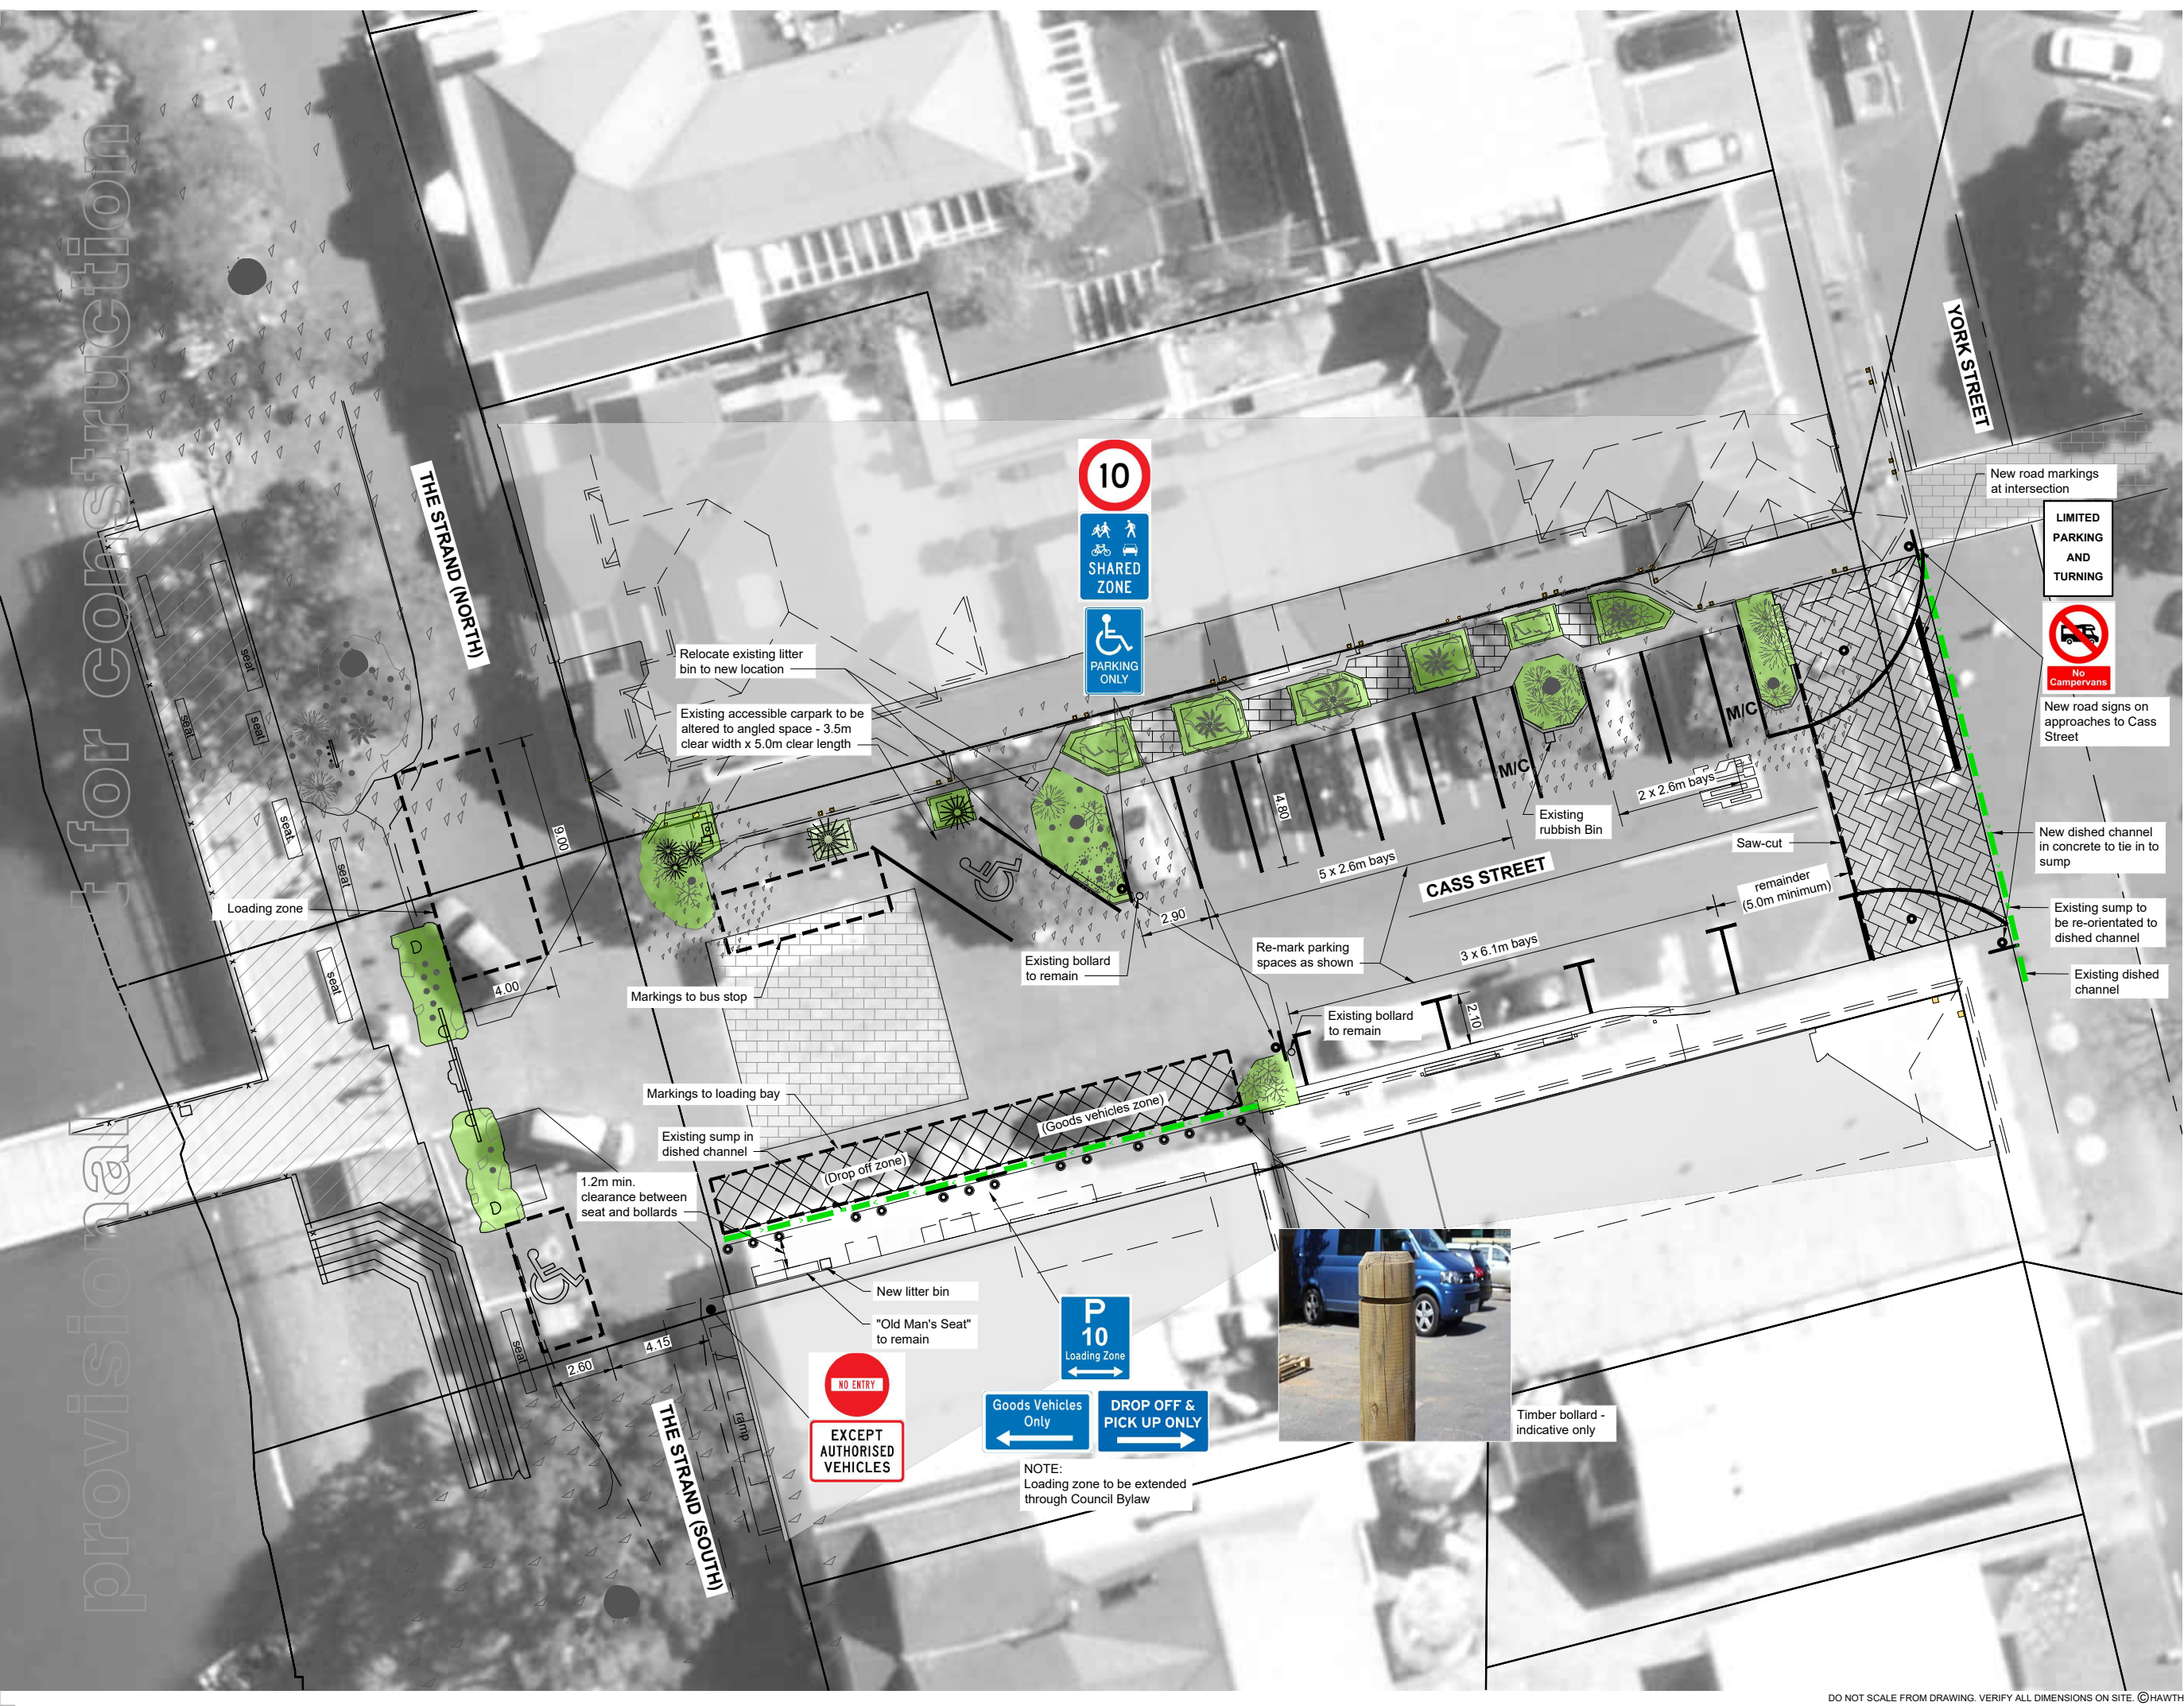 provisional
t for construction
THE STRAND (NORTH)
YORK STREET
10
SHARED
ZONE
PARKING
ONLY
New road markings
at intersection
LIMITED
PARKING
AND
TURNING
No
Campervans
New road signs on
approaches to Cass
Street
Relocate existing litter
bin to new location
Existing accessible carpark to be
altered to angled space - 3.5m
clear width x 5.0m clear length
seat
seat
seat
seat
seat
seat
9.00
4.80
M/C
M/C
2 x 2.6m bays
Existing
rubbish Bin
5 x 2.6m bays
CASS STREET
Saw-cut
New dished channel
in concrete to tie in to
sump
remainder
(5.0m minimum)
Existing sump to
be re-orientated to
dished channel
Existing dished
channel
Loading zone
D
4.00
C
2.90
Existing bollard
to remain
Re-mark parking
spaces as shown
3 x 6.1m bays
2.10
Markings to bus stop
Existing bollard
to remain
Markings to loading bay
(Goods vehicles zone)
(Drop off zone)
Existing sump in
dished channel
1.2m min.
clearance between
seat and bollards
C
D
New litter bin
"Old Man's Seat"
to remain
seat
2.60
4.15
THE STRAND (SOUTH)
ramp
NO ENTRY
EXCEPT
AUTHORISED
VEHICLES
P
10
Loading Zone
Goods Vehicles
Only
DROP OFF &
PICK UP ONLY
NOTE:
Loading zone to be extended
through Council Bylaw
Timber bollard -
indicative only
DO NOT SCALE FROM DRAWING. VERIFY ALL DIMENSIONS ON SITE. ©HAWTH